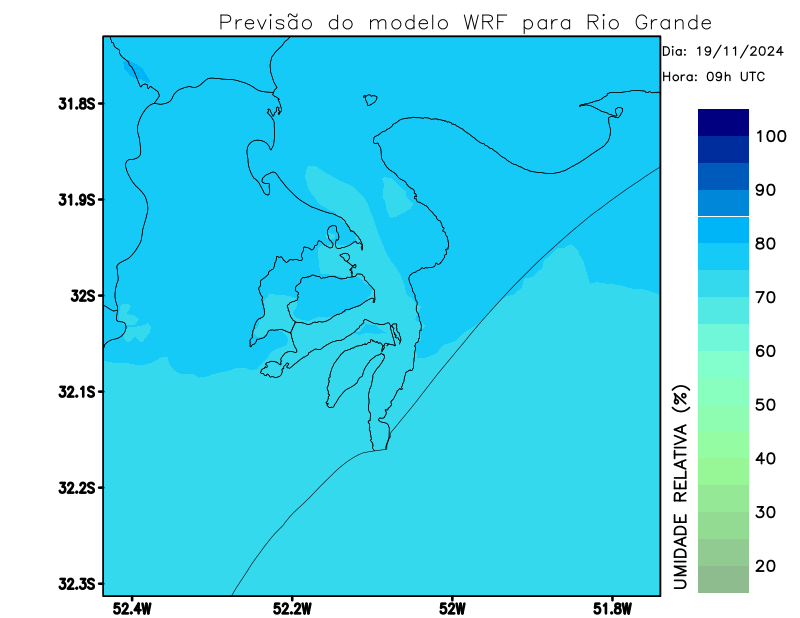 Previsão do modelo WRF para Rio Grande
Dia: 19/11/2024
Hora: 09h UTC
31.8S
31.9S
32S
32.1S
32.2S
32.3S
52.4W
52.2W
52W
51.8W
100
90
80
70
60
50
40
30
20
UMIDADE RELATIVA (%)